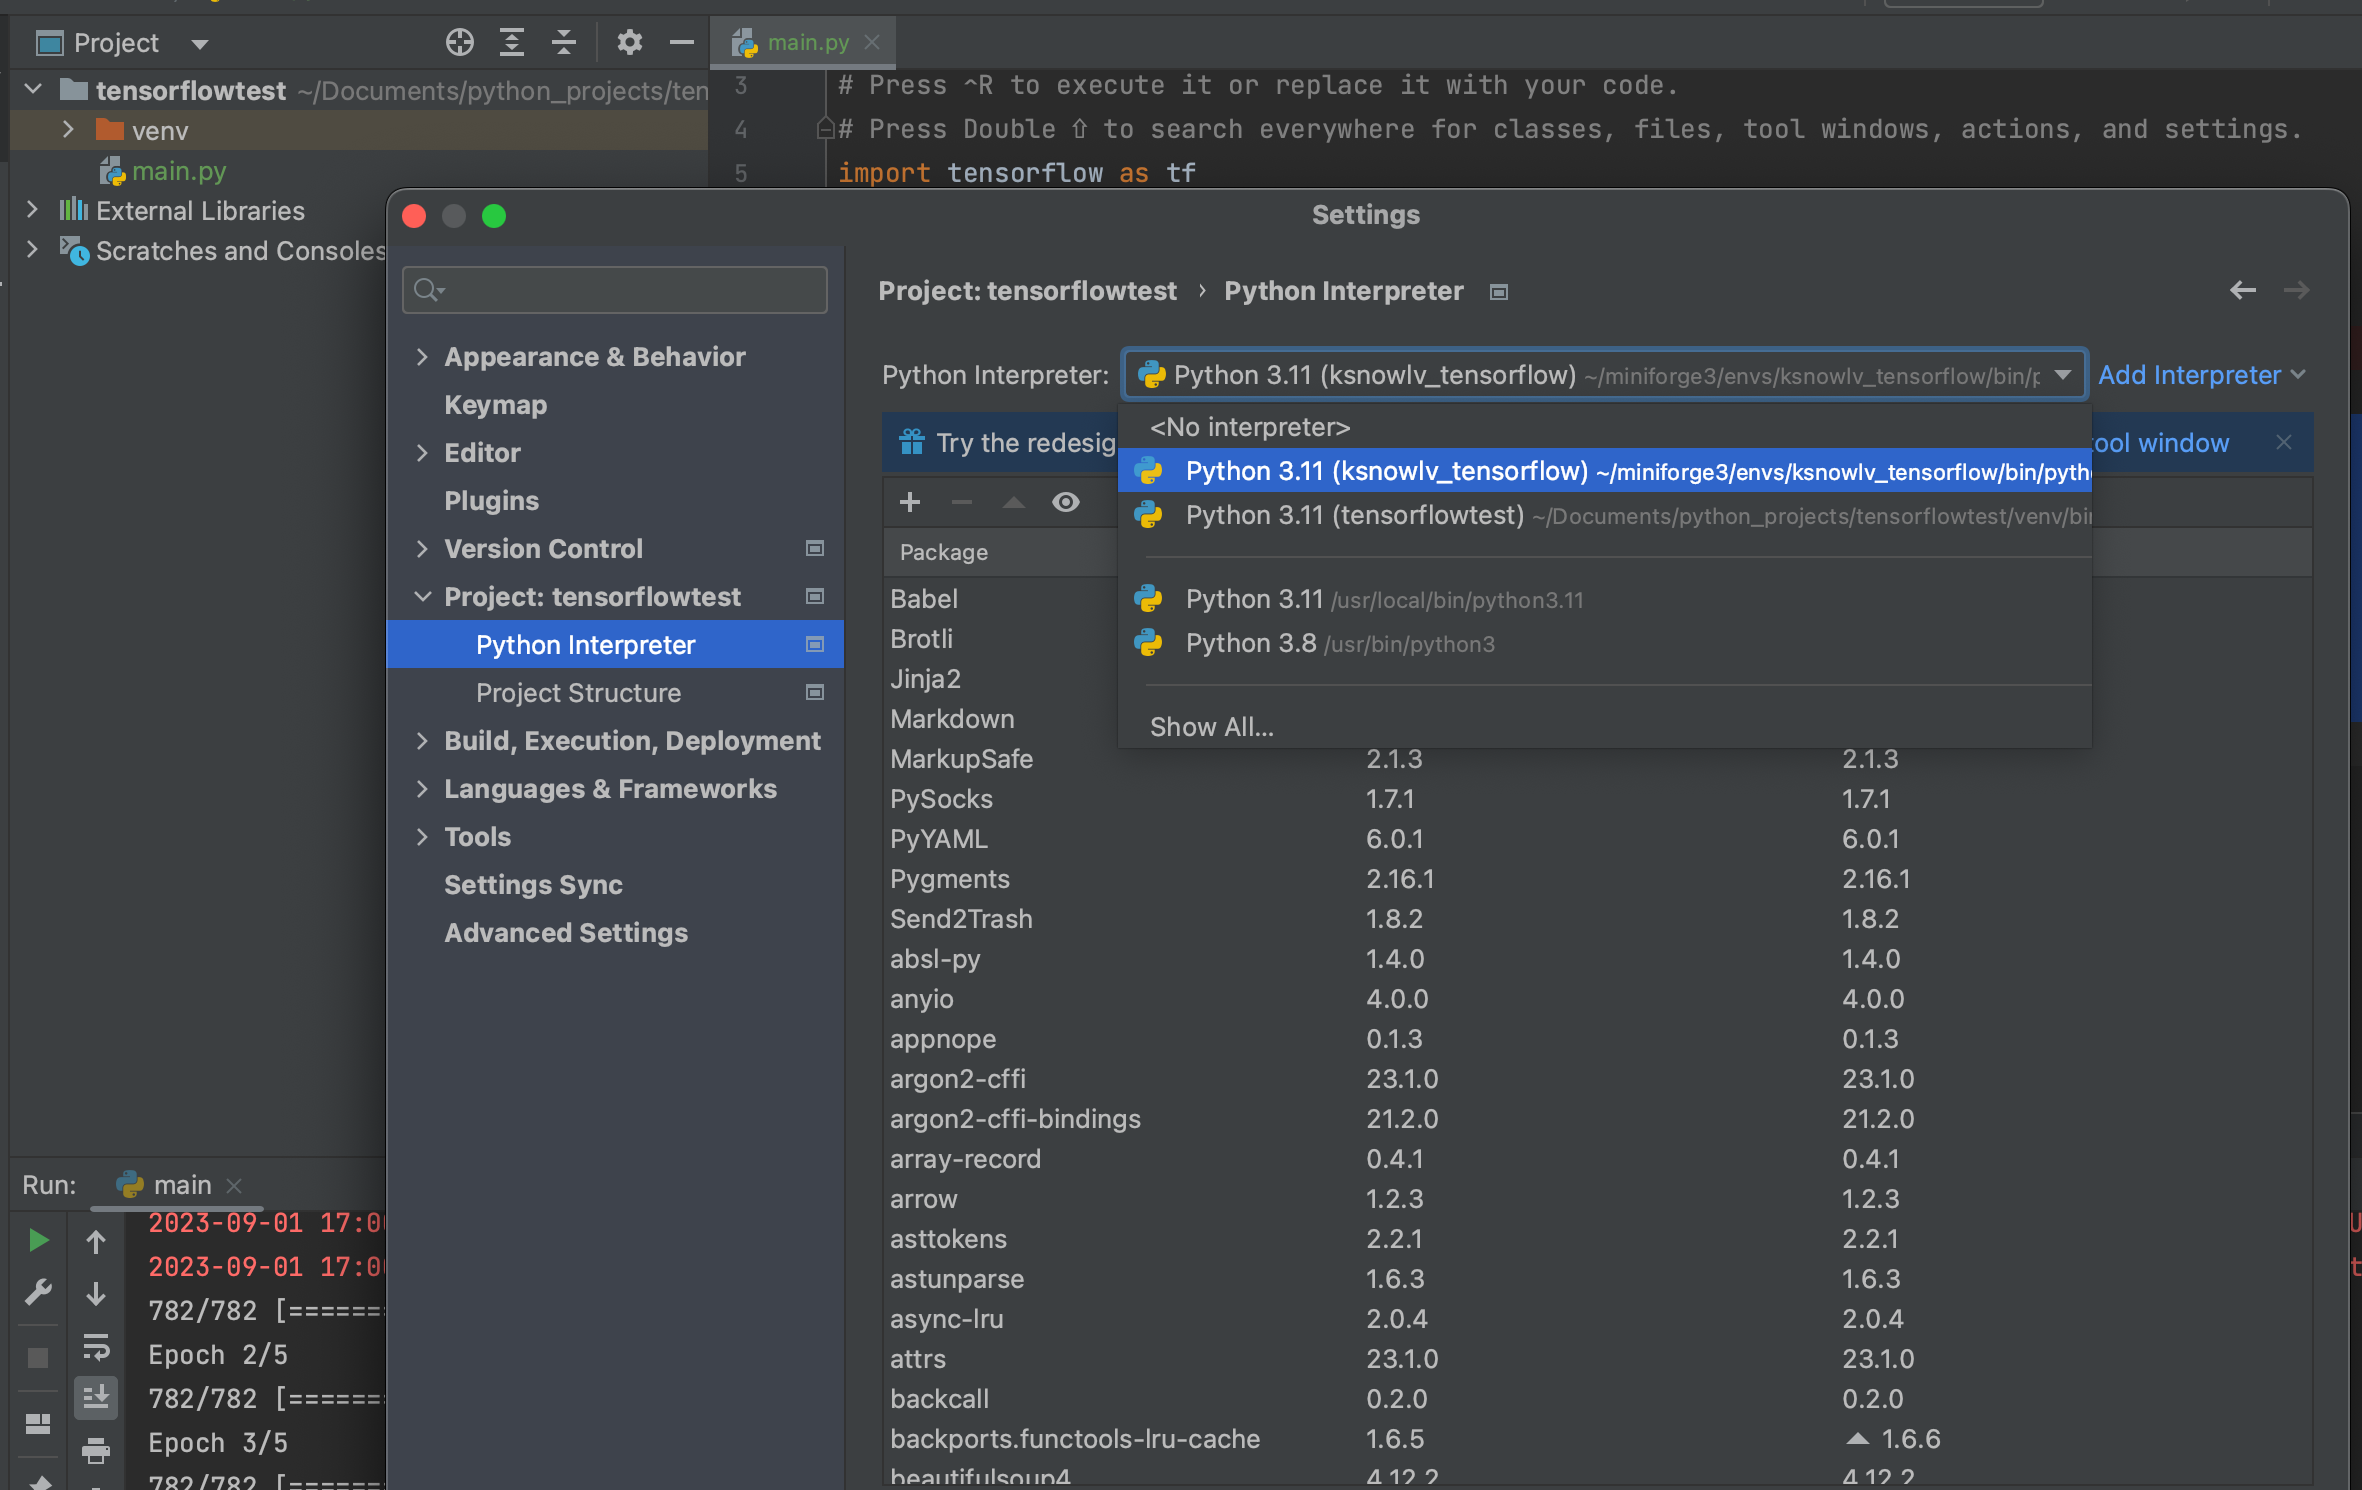 Project
main.py
tensorflowtest ~/Documents/python_projects/ten
venv
main.py
External Libraries
Scratches and Consoles
3 # Press ^R to execute it or replace it with your code.
4 # Press Double ⇧ to search everywhere for classes, files, tool windows, actions, and settings.
5 import tensorflow as tf
Settings
Appearance & Behavior
Keymap
Editor
Plugins
Version Control
Project: tensorflowtest
Python Interpreter
Project Structure
Build, Execution, Deployment
Languages & Frameworks
Tools
Settings Sync
Advanced Settings
Project: tensorflowtest › Python Interpreter
Python Interpreter: Python 3.11 (ksnowlv_tensorflow) ~/miniforge3/envs/ksnowlv_tensorflow/bin/p Add Interpreter
Try the redesig ool window
<No interpreter>
Python 3.11 (ksnowlv_tensorflow) ~/miniforge3/envs/ksnowlv_tensorflow/bin/pyth
Python 3.11 (tensorflowtest) ~/Documents/python_projects/tensorflowtest/venv/bin
Python 3.11 /usr/local/bin/python3.11
Python 3.8 /usr/bin/python3
Show All...
Package
Babel
Brotli
Jinja2
Markdown
MarkupSafe 2.1.3 2.1.3
PySocks 1.7.1 1.7.1
PyYAML 6.0.1 6.0.1
Pygments 2.16.1 2.16.1
Send2Trash 1.8.2 1.8.2
absl-py 1.4.0 1.4.0
anyio 4.0.0 4.0.0
appnope 0.1.3 0.1.3
argon2-cffi 23.1.0 23.1.0
argon2-cffi-bindings 21.2.0 21.2.0
array-record 0.4.1 0.4.1
arrow 1.2.3 1.2.3
asttokens 2.2.1 2.2.1
astunparse 1.6.3 1.6.3
async-lru 2.0.4 2.0.4
attrs 23.1.0 23.1.0
backcall 0.2.0 0.2.0
backports.functools-lru-cache 1.6.5 1.6.6
beautifulsoup4 4.12.2 4.12.2
Run: main
2023-09-01 17:00
2023-09-01 17:00
782/782 [=======
Epoch 2/5
782/782 [=======
Epoch 3/5
782/782 [=======